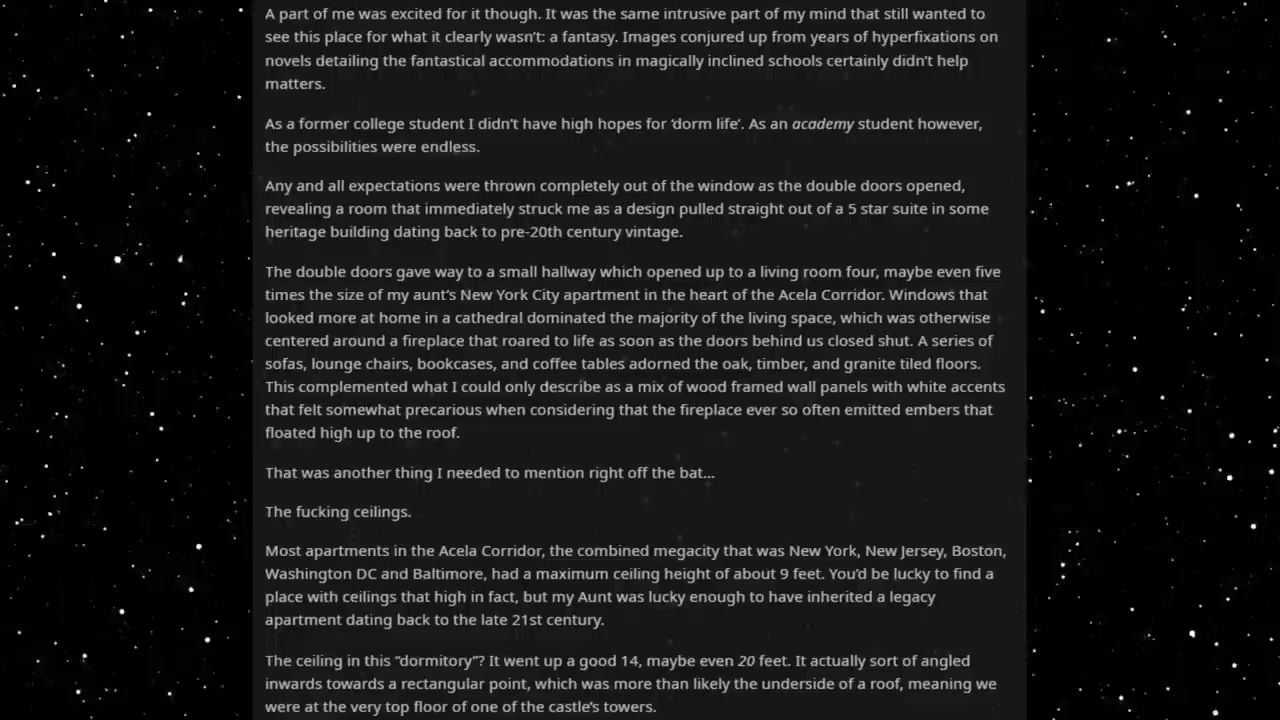 A part of me was excited for it though. It was the same intrusive part of my mind that still wanted to
see this place for what it clearly wasn't: a fantasy. Images conjured up from years of hyperfixations on
novels detailing the fantastical accommodations in magically inclined schools certainly didn't help
matters.
As a former college student I didn't have high hopes for 'dorm life'. As an academy student however,
the possibilities were endless.
Any and all expectations were thrown completely out of the window as the double doors opened,
revealing a room that immediately struck me as a design pulled straight out of a 5 star suite in some
heritage building dating back to pre-20th century vintage.
The double doors gave way to a small hallway which opened up to a living room four, maybe even five
times the size of my aunt's New York City apartment in the heart of the Acela Corridor. Windows that
looked more at home in a cathedral dominated the majority of the living space, which was otherwise
centered around a fireplace that roared to life as soon as the doors behind us closed shut. A series of
sofas, lounge chairs, bookcases, and coffee tables adorned the oak, timber, and granite tiled floors.
This complemented what I could only describe as a mix of wood framed wall panels with white accents
that felt somewhat precarious when considering that the fireplace ever so often emitted embers that
floated high up to the roof.
That was another thing I needed to mention right off the bat...
The fucking ceilings.
Most apartments in the Acela Corridor, the combined megacity that was New York, New Jersey, Boston,
Washington DC and Baltimore, had a maximum ceiling height of about 9 feet. You'd be lucky to find a
place with ceilings that high in fact, but my Aunt was lucky enough to have inherited a legacy
apartment dating back to the late 21st century.
The ceiling in this “dormitory”? It went up a good 14, maybe even 20 feet. It actually sort of angled
inwards towards a rectangular point, which was more than likely the underside of a roof, meaning we
were at the very top floor of one of the castle's towers.